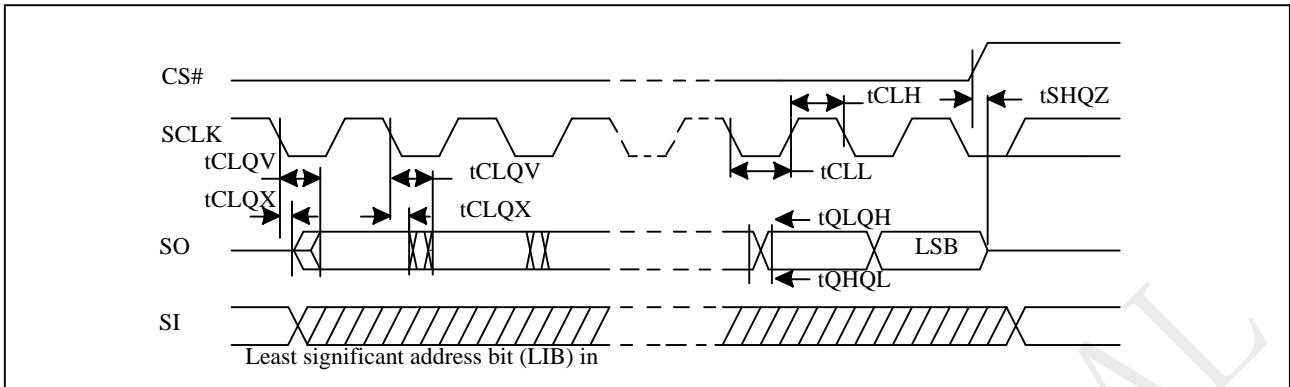 CS#
tCLH
tSHQZ
SCLK
tCLQV
tCLQV
tCLL
tCLQX
tCLQX
tQLQH
SO
LSB
tQHQL
SI
Least significant address bit (LIB) in
AL